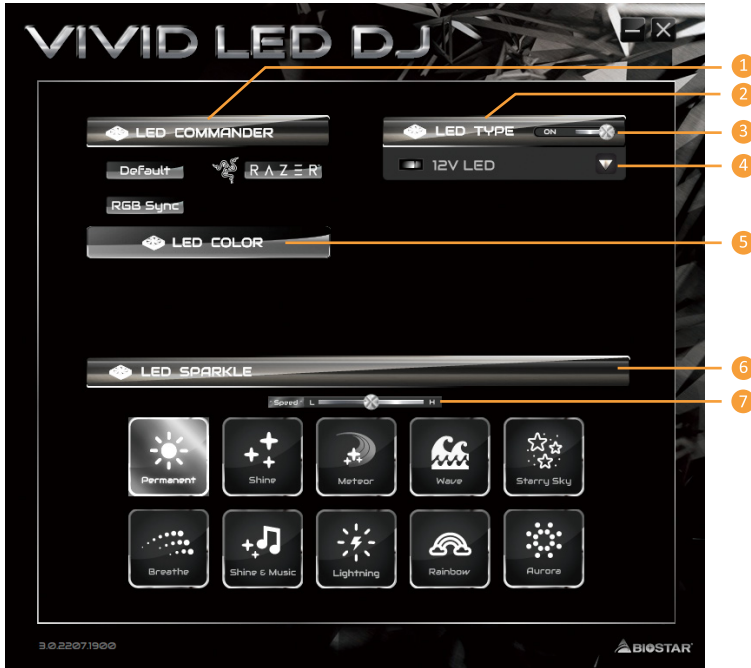 VIVID LED DJ
1
2
LED COMMANDER
LED TYPE ON
3
Default RAZER
12V LED
4
RGB Sync
LED COLOR
5
LED SPARKLE
6
Speed L H
7
Permanent Shine Meteor Wave Starry Sky
Breathe Shine & Music Lightning Rainbow Aurora
3.0.2207.1900
BIOSTAR